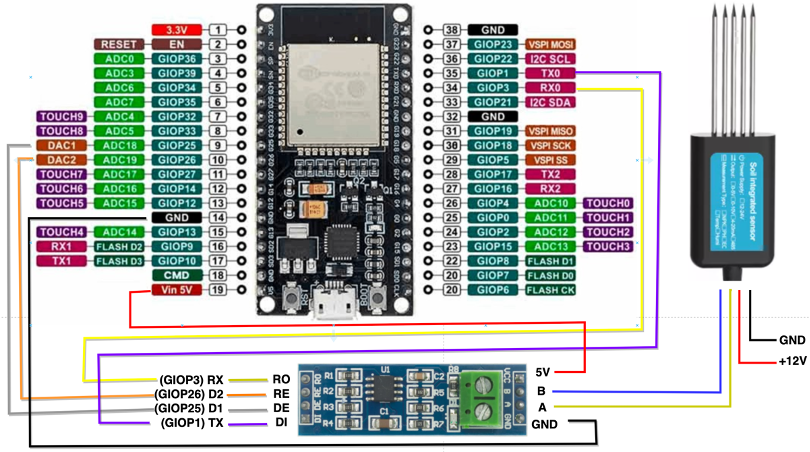 3.3V 1
RESET EN 2
ADC0 GIOP36 3
ADC3 GIOP39 4
ADC6 GIOP34 5
ADC7 GIOP35 6
TOUCH9 ADC4 GIOP32 7
TOUCH8 ADC5 GIOP33 8
DAC1 ADC18 GIOP25 9
DAC2 ADC19 GIOP26 10
TOUCH7 ADC17 GIOP27 11
TOUCH6 ADC16 GIOP14 12
TOUCH5 ADC15 GIOP12 13
GND 14
TOUCH4 ADC14 GIOP13 15
RX1 FLASH D2 GIOP9 16
TX1 FLASH D3 GIOP10 17
CMD 18
Vin 5V 19
38 GND
37 GIOP23 VSPI MOSI
36 GIOP22 I2C SCL
35 GIOP1 TX0
34 GIOP3 RX0
33 GIOP21 I2C SDA
32 GND
31 GIOP19 VSPI MISO
30 GIOP18 VSPI SCK
29 GIOP5 VSPI SS
28 GIOP17 TX2
27 GIOP16 RX2
26 GIOP4 ADC10 TOUCH0
25 GIOP0 ADC11 TOUCH1
24 GIOP2 ADC12 TOUCH2
23 GIOP15 ADC13 TOUCH3
22 GIOP8 FLASH D1
20 GIOP7 FLASH D0
20 GIOP6 FLASH CK
Q2
Q1
Soil integrated sensor
GND
+12V
(GIOP3) RX RO
(GIOP26) D2 RE
(GIOP25) D1 DE
(GIOP1) TX DI
DI DE RE RO
R1
R2
R3
R4
U1
C1
C2
R8
R5
R6
R7
VCC B A GND
5V
B
A
GND